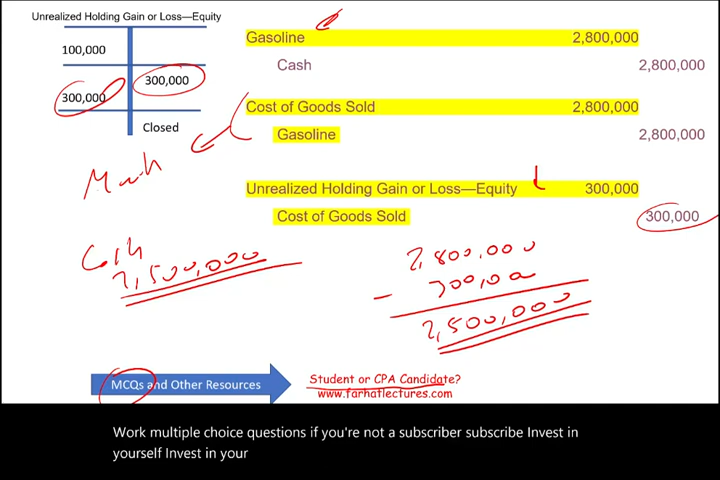 Unrealized Holding Gain or Loss—Equity
100,000
300,000
300,000
Closed
Gasoline 2,800,000
Cash 2,800,000
Cost of Goods Sold 2,800,000
Gasoline 2,800,000
Unrealized Holding Gain or Loss—Equity 300,000
Cost of Goods Sold 300,000
2,500,000
2,800,000
- 300,00
2,500,000
MCQs and Other Resources
Student or CPA Candidate?
www.farhatlectures.com
Work multiple choice questions if you're not a subscriber subscribe Invest in
yourself Invest in your